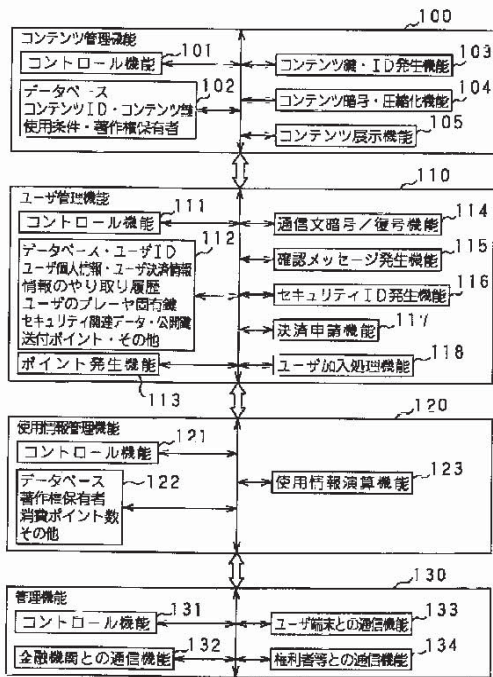 100
コンテンツ管理機能
コントロール機能
101
データベース
コンテンツID・コンテンツ鍵
使用条件・著作権保有者
102
コンテンツ鍵・ID発生機能
103
コンテンツ暗号・圧縮化機能
104
コンテンツ展示機能
105
110
ユーザ管理機能
コントロール機能
111
データベース・ユーザID
ユーザ個人情報・ユーザ決済情報
情報のやり取り履歴
ユーザのプレーヤ固有鍵
セキュリティ関連データ・公開鍵
送付ポイント・その他
112
ポイント発生機能
113
通信文暗号/復号機能
114
確認メッセージ発生機能
115
セキュリティID発生機能
116
決済申請機能
117
ユーザ加入処理機能
118
120
使用情報管理機能
コントロール機能
121
データベース
著作権保有者
消費ポイント数
その他
122
使用情報演算機能
123
130
管理機能
コントロール機能
131
金融機関との通信機能
132
ユーザ端末との通信機能
133
権利者等との通信機能
134